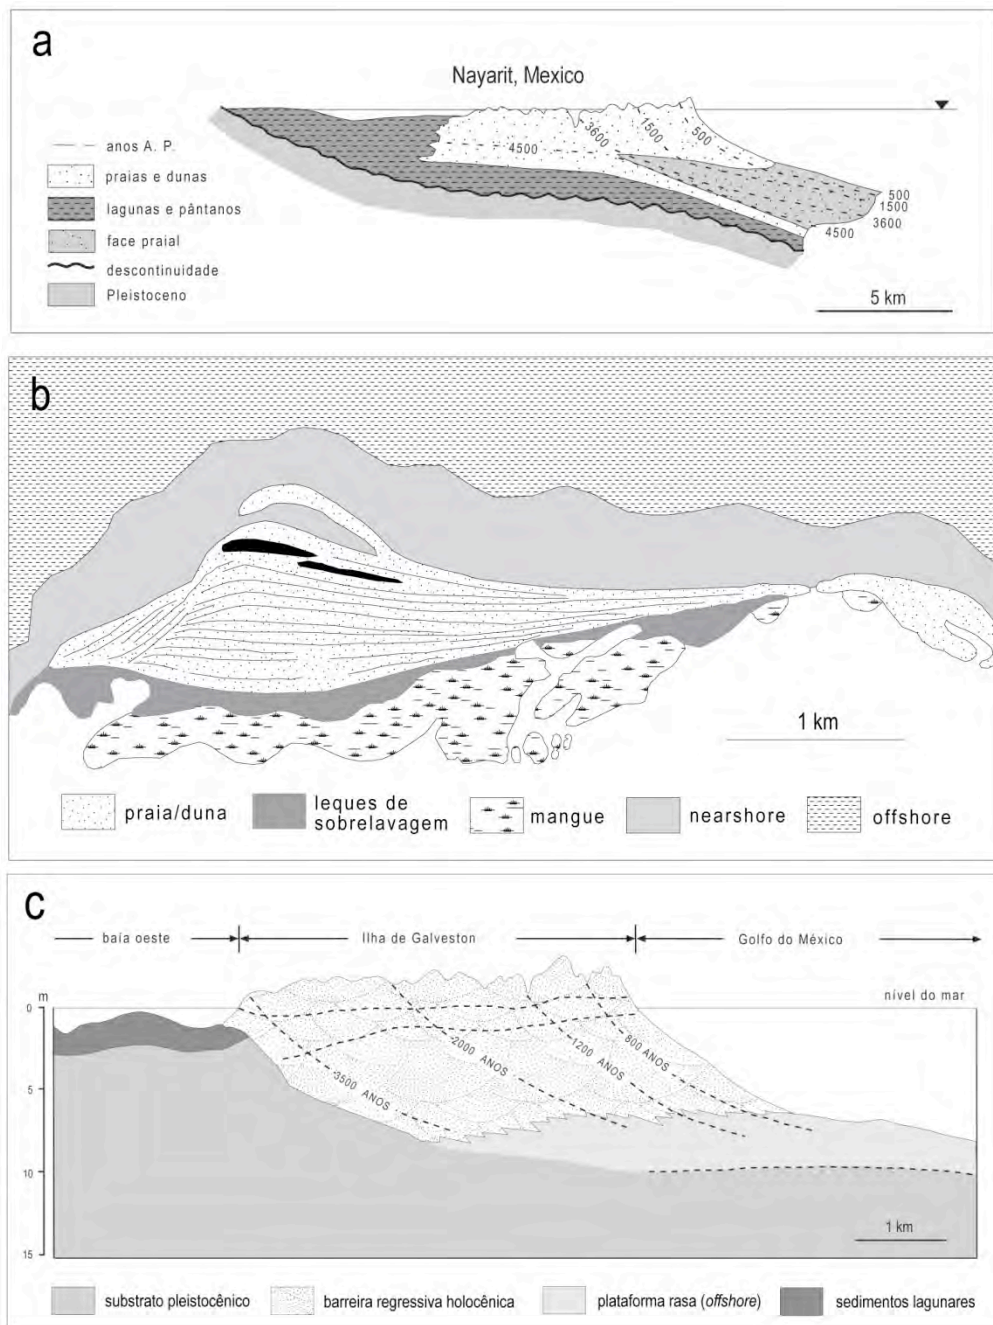 a
Nayarit, Mexico
anos A. P.
praias e dunas
lagunas e pântanos
face praial
descontinuidade
Pleistoceno
4500
3600
1500
500
500
1500
3600
4500
5 km
b
1 km
praia/duna
leques de
sobrelavagem
mangue
nearshore
offshore
c
baía oeste
Ilha de Galveston
Golfo do México
m
nível do mar
0
5
10
15
3500 ANOS
2000 ANOS
1200 ANOS
800 ANOS
1 km
substrato pleistocênico
barreira regressiva holocênica
plataforma rasa (offshore)
sedimentos lagunares